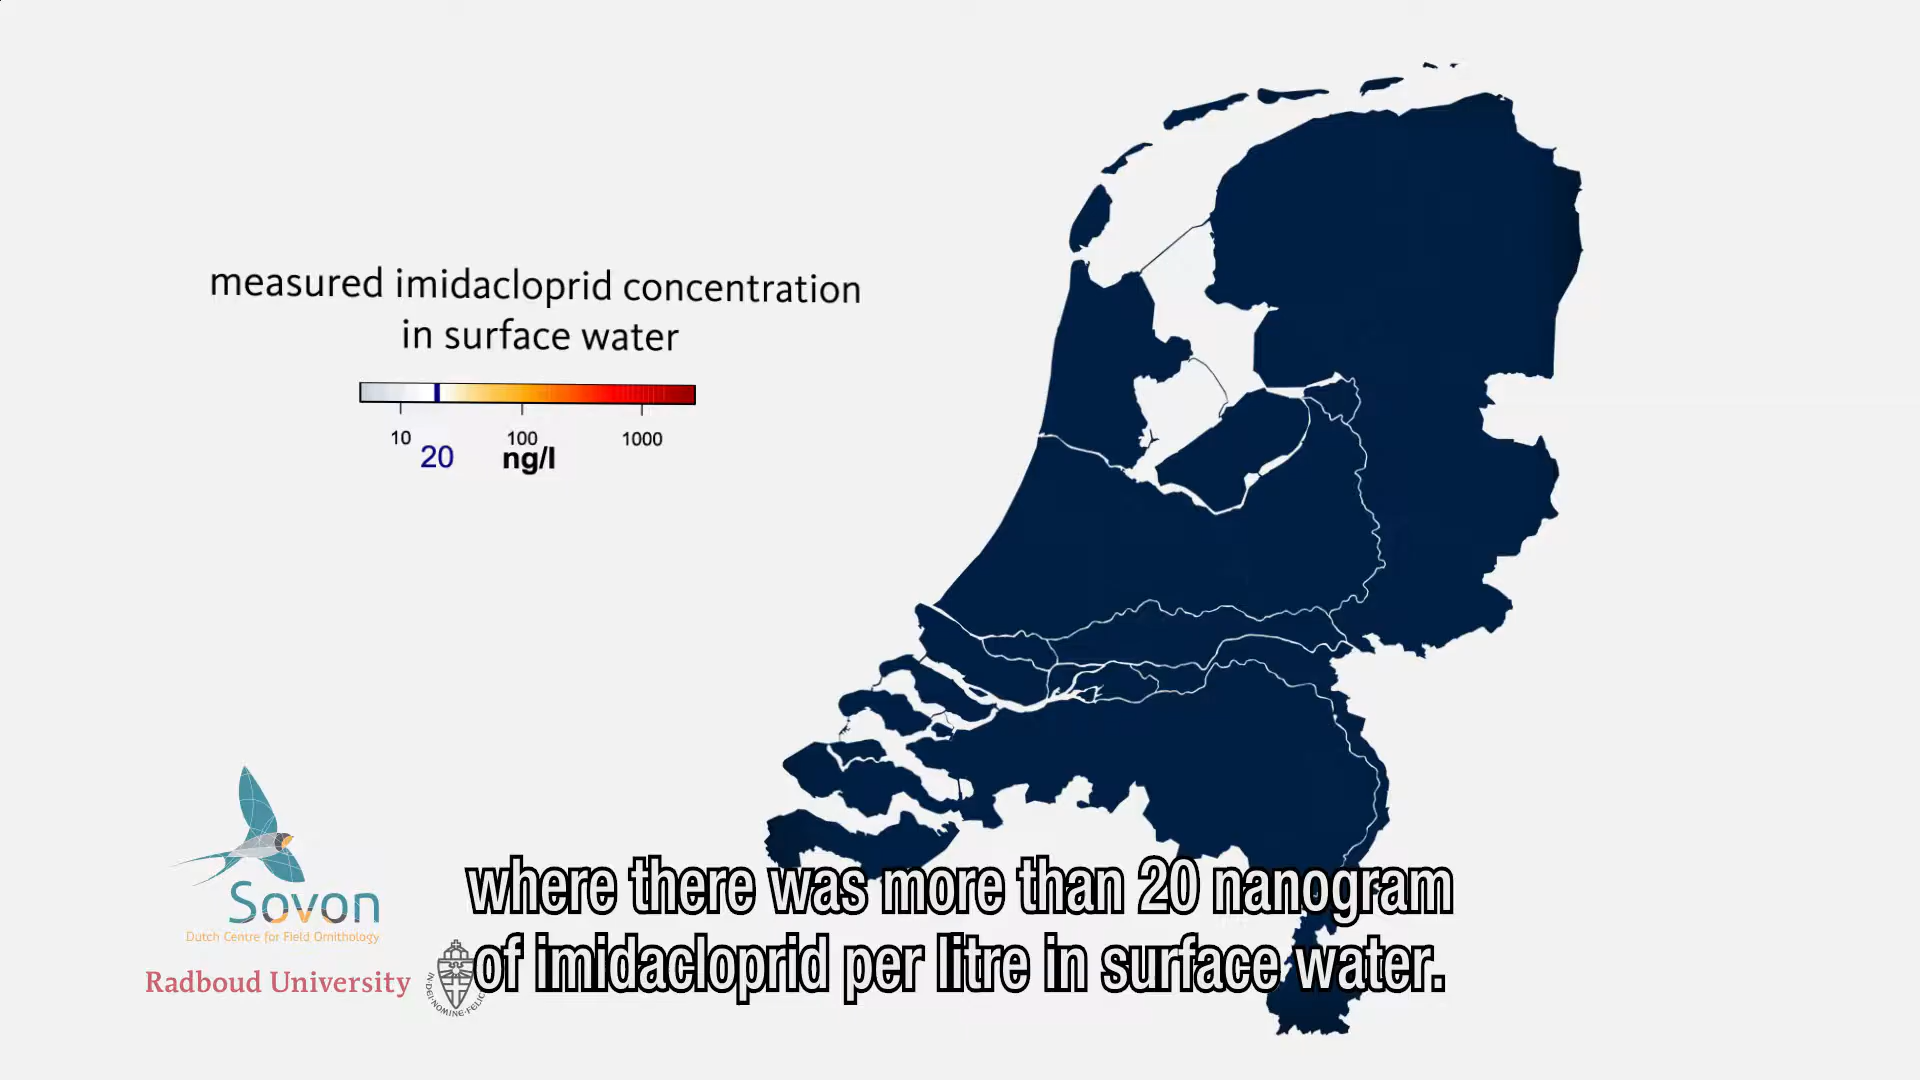 measured imidacloprid concentration
in surface water
10
100
1000
20
ng/l
Sovon
Dutch Centre for Field Ornithology
Radboud University
where there was more than 20 nanogram
of imidacloprid per litre in surface water.